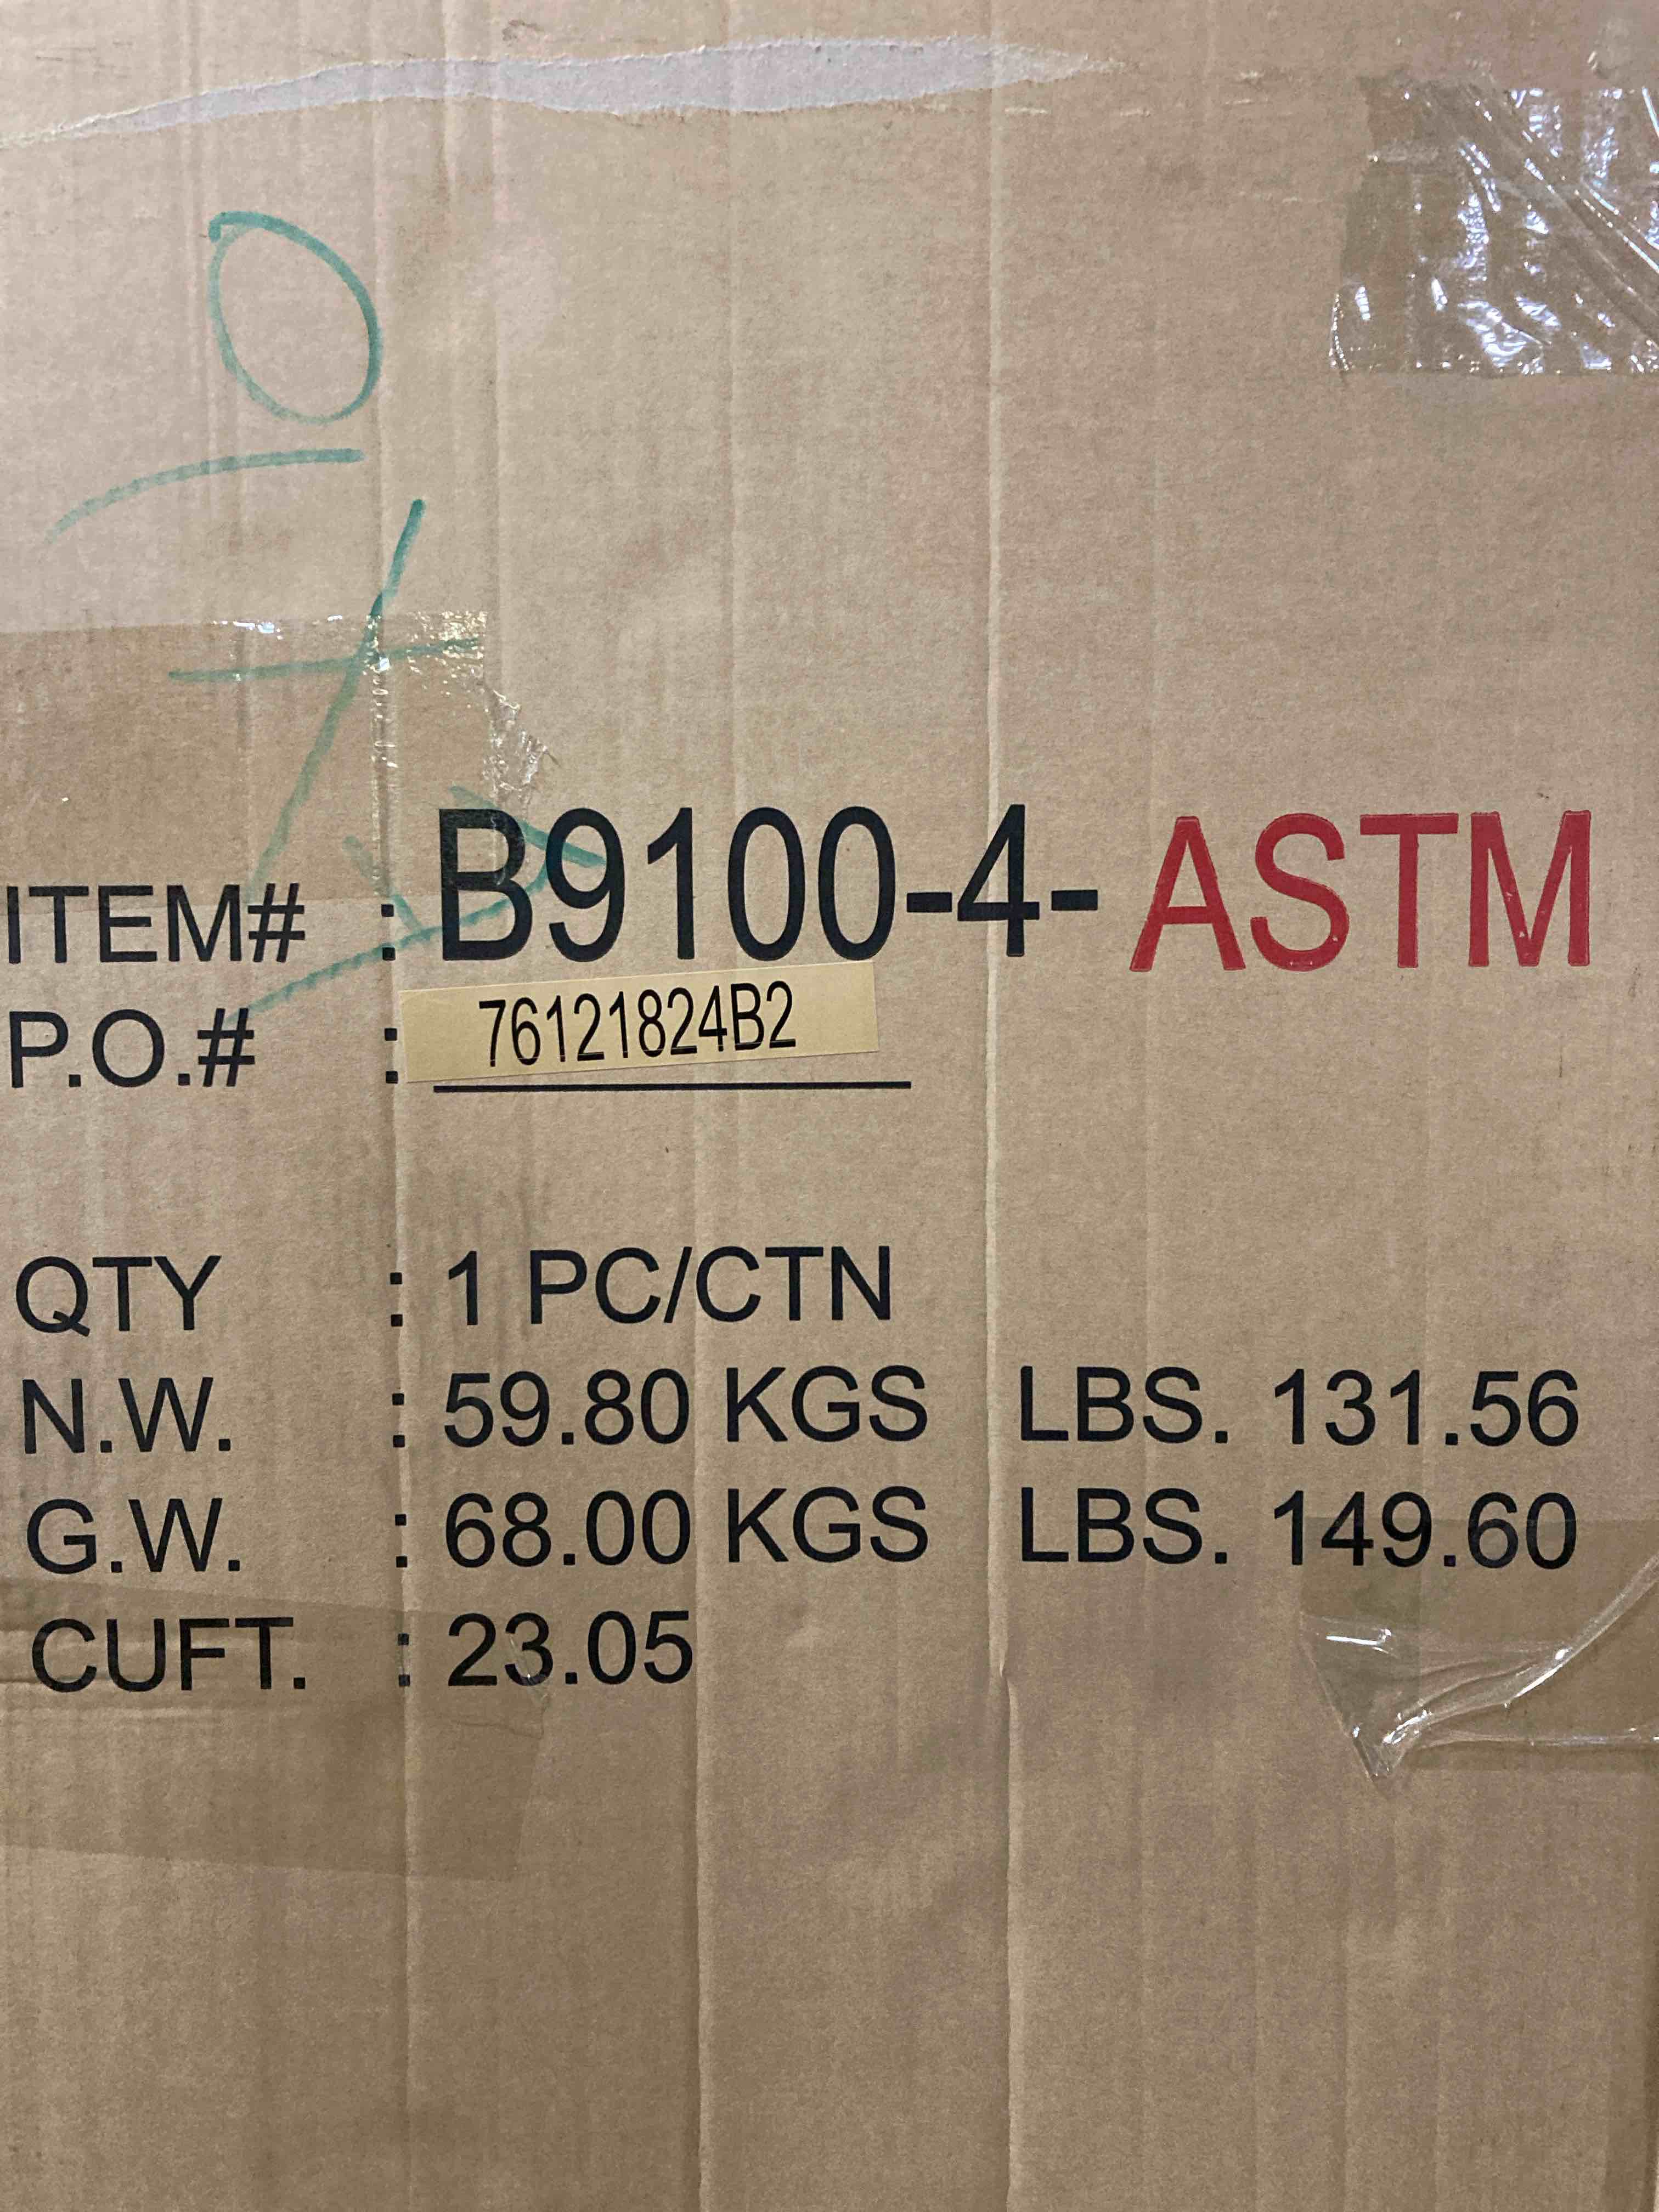 ITEM# : B9100-4-ASTM
P.O.# : 76121824B2
QTY : 1 PC/CTN
N.W. : 59.80 KGS LBS. 131.56
G.W. : 68.00 KGS LBS. 149.60
CUFT. : 23.05